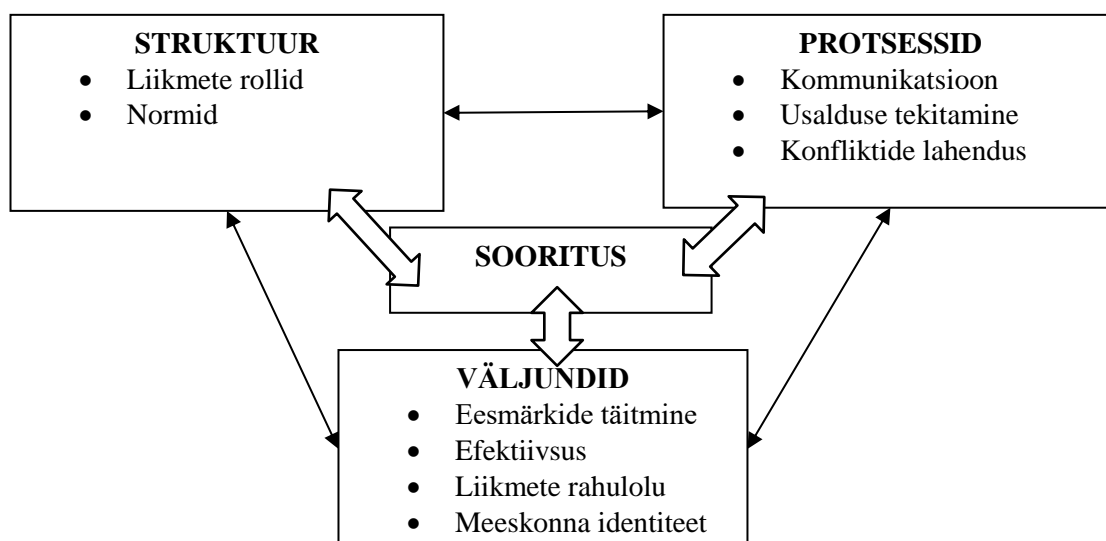 STRUKTUUR
• Liikmete rollid
• Normid
PROTSESSID
• Kommunikatsioon
• Usalduse tekitamine
• Konfliktide lahendus
SOORITUS
VÄLJUNDID
• Eesmärkide täitmine
• Efektiivsus
• Liikmete rahulolu
• Meeskonna identiteet